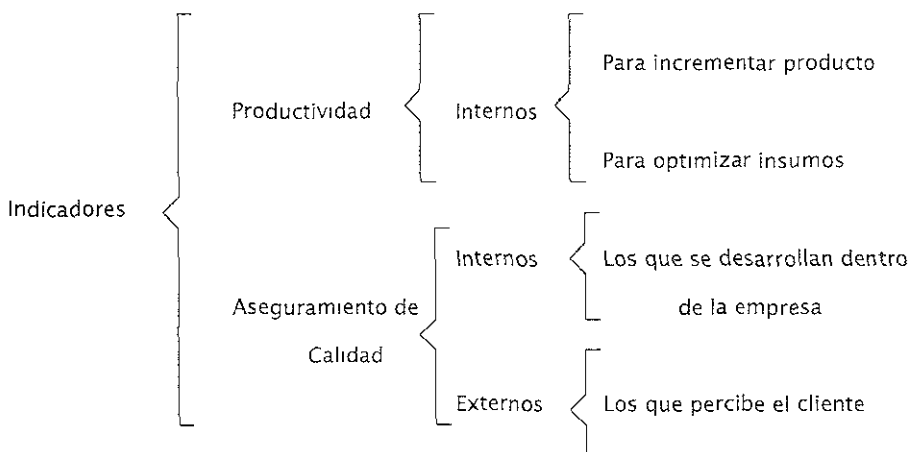 Para incrementar producto
Productividad
Internos
Para optimizar insumos
Indicadores
Internos
Los que se desarrollan dentro
de la empresa
Aseguramiento de
Calidad
Externos
Los que percibe el cliente